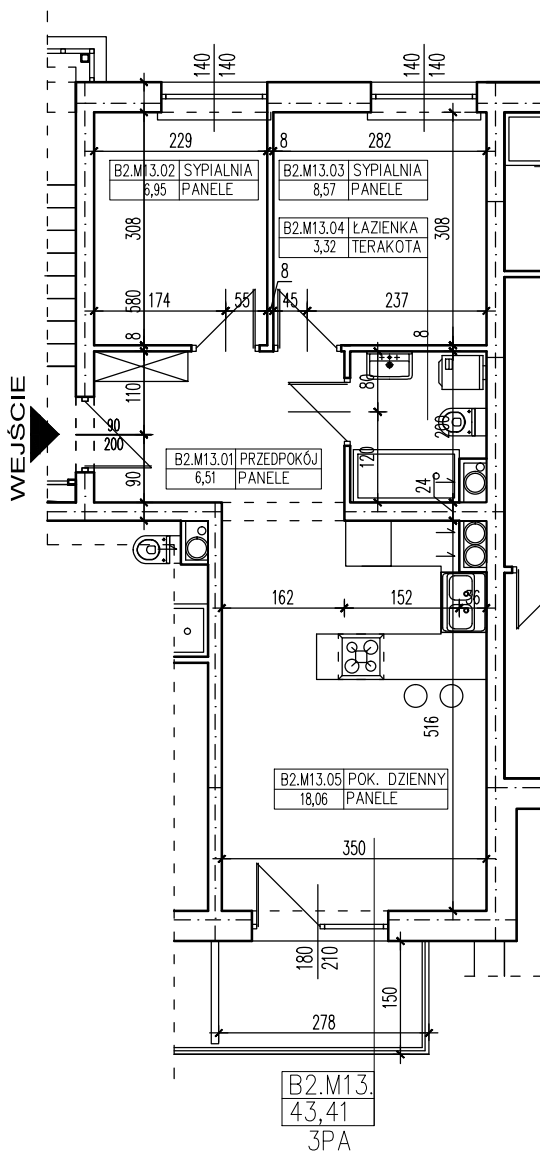 140 140
140 140
229
8
282
B2.M13.02 SYPIALNIA
6,95 PANELE
B2.M13.03 SYPIALNIA
8,57 PANELE
B2.M13.04 ŁAZIENKA
3,32 TERAKOTA
308
308
8
580
174
55
45
237
8
8
110
80
WEJŚCIE
90
200
200
120
B2.M13.01 PRZEDPOKÓJ
6,51 PANELE
90
24
162
152
516
B2.M13.05 POK. DZIENNY
18,06 PANELE
350
180 210
150
278
B2.M13.
43,41
3PA